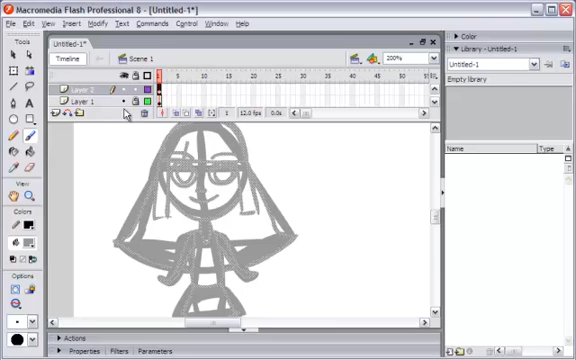 Macromedia Flash Professional 8 - [Untitled-1*]
File Edit View Insert Modify Text Commands Control Window Help
Tools
Untitled-1*
Timeline
Scene 1
200%
1 5 10 15 20 25 30 35 40 45 50 55
Layer 2
Layer 1
1 12.0 fps 0.0s
View
Colors
Options
Color
Library - Untitled-1
Untitled-1
Empty library
Name Type
Actions
Properties Filters Parameters